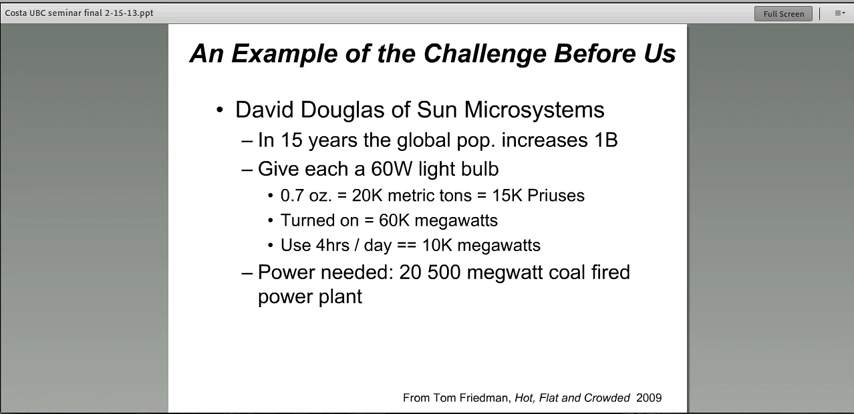 Costa UBC seminar final 2-15-13.ppt
Full Screen
An Example of the Challenge Before Us
• David Douglas of Sun Microsystems
– In 15 years the global pop. increases 1B
– Give each a 60W light bulb
• 0.7 oz. = 20K metric tons = 15K Priuses
• Turned on = 60K megawatts
• Use 4hrs / day == 10K megawatts
– Power needed: 20 500 megwatt coal fired
power plant
From Tom Friedman, Hot, Flat and Crowded 2009